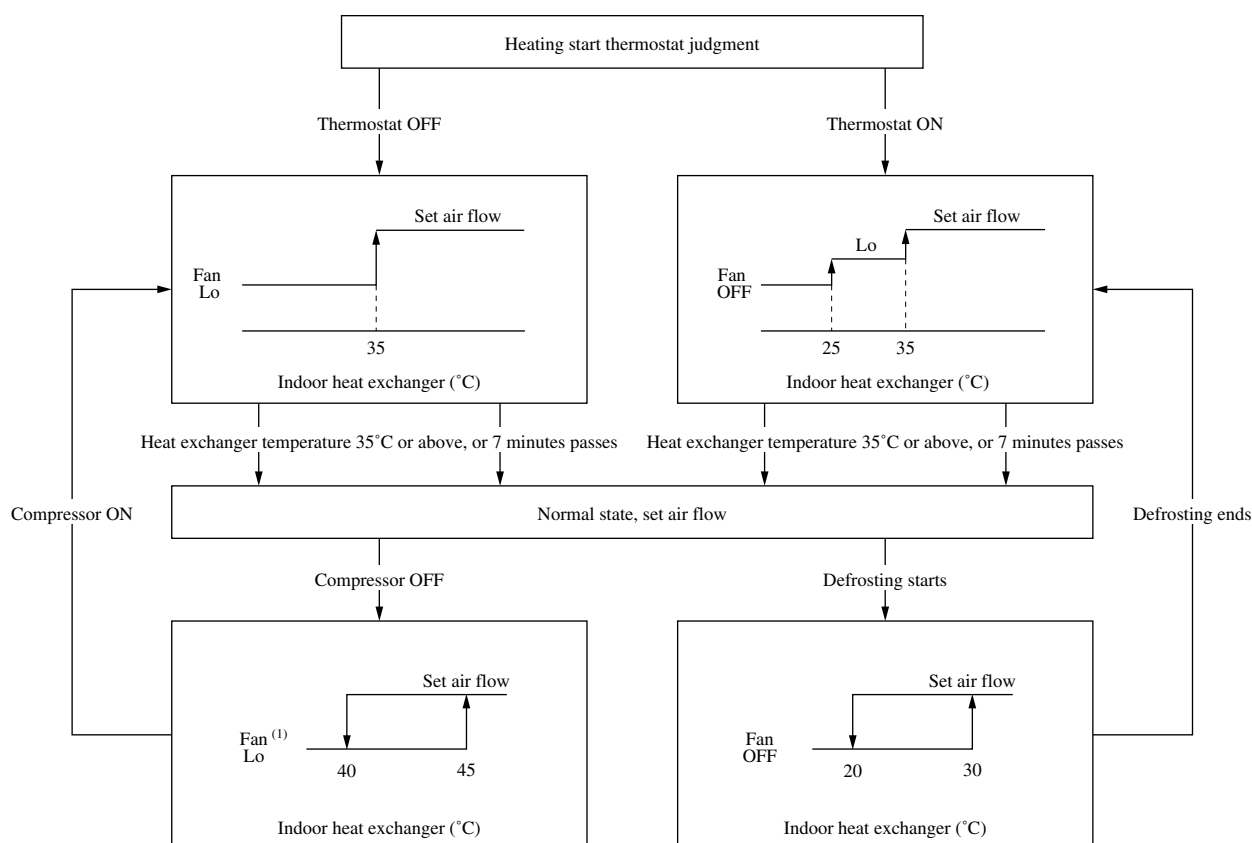 Heating start thermostat judgment
Thermostat OFF
Thermostat ON
Set air flow
Fan
Lo
35
Indoor heat exchanger (˚C)
Set air flow
Lo
Fan
OFF
25 35
Indoor heat exchanger (˚C)
Heat exchanger temperature 35˚C or above, or 7 minutes passes
Heat exchanger temperature 35˚C or above, or 7 minutes passes
Compressor ON
Normal state, set air flow
Defrosting ends
Compressor OFF
Defrosting starts
Set air flow
Fan (1)
Lo
40 45
Indoor heat exchanger (˚C)
Set air flow
Fan
OFF
20 30
Indoor heat exchanger (˚C)